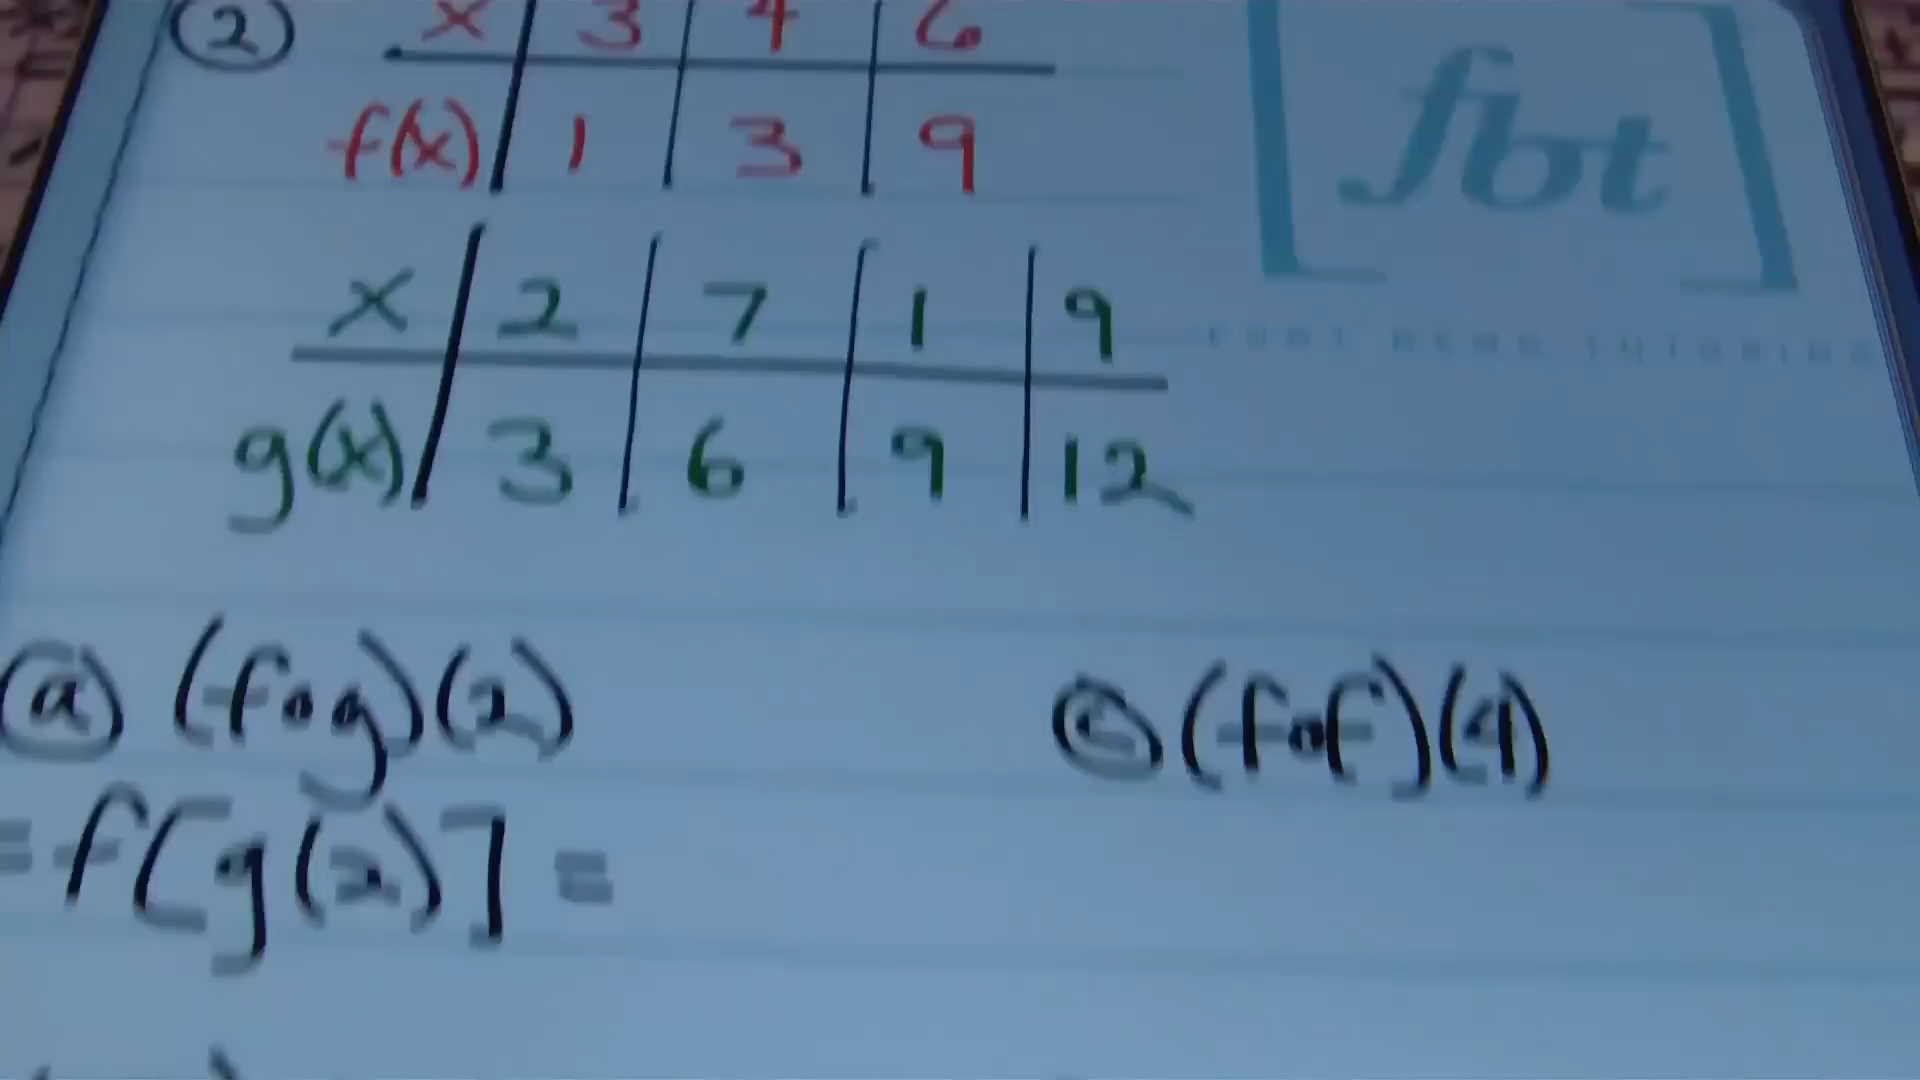 ② x 3 4 6
f(x) 1 3 9
x 2 7 1 9
g(x) 3 6 9 12
ⓐ (f∘g)(2)
= f[g(2)] =
ⓒ (f∘f)(4)
[fbt]